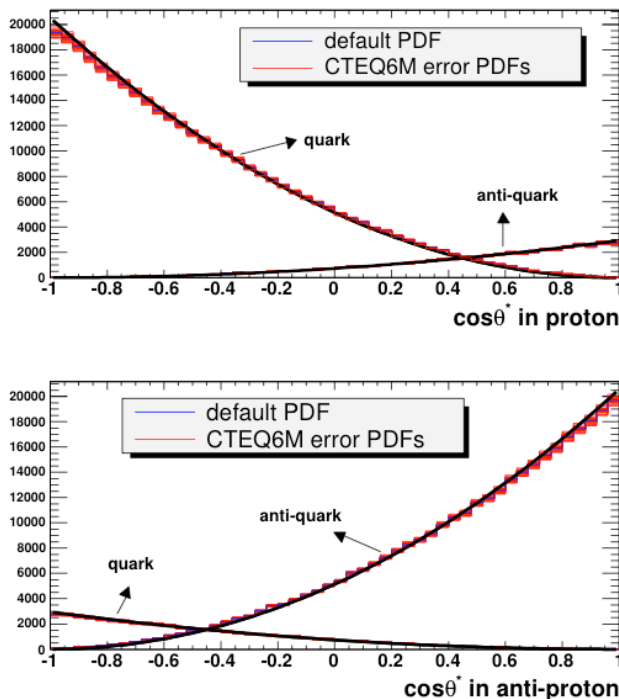 default PDF
CTEQ6M error PDFs
20000
18000
16000
14000
12000
10000
8000
6000
4000
2000
0
quark
anti-quark
-1 -0.8 -0.6 -0.4 -0.2 0 0.2 0.4 0.6 0.8 1
cosθ* in proton
default PDF
CTEQ6M error PDFs
20000
18000
16000
14000
12000
10000
8000
6000
4000
2000
0
anti-quark
quark
-1 -0.8 -0.6 -0.4 -0.2 0 0.2 0.4 0.6 0.8 1
cosθ* in anti-proton